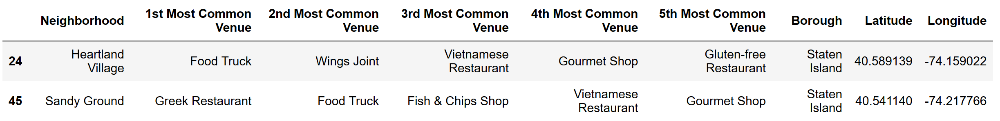 Neighborhood 1st Most Common Venue 2nd Most Common Venue 3rd Most Common Venue 4th Most Common Venue 5th Most Common Venue Borough Latitude Longitude
24 Heartland Village Food Truck Wings Joint Vietnamese Restaurant Gourmet Shop Gluten-free Restaurant Staten Island 40.589139 -74.159022
45 Sandy Ground Greek Restaurant Food Truck Fish & Chips Shop Vietnamese Restaurant Gourmet Shop Staten Island 40.541140 -74.217766